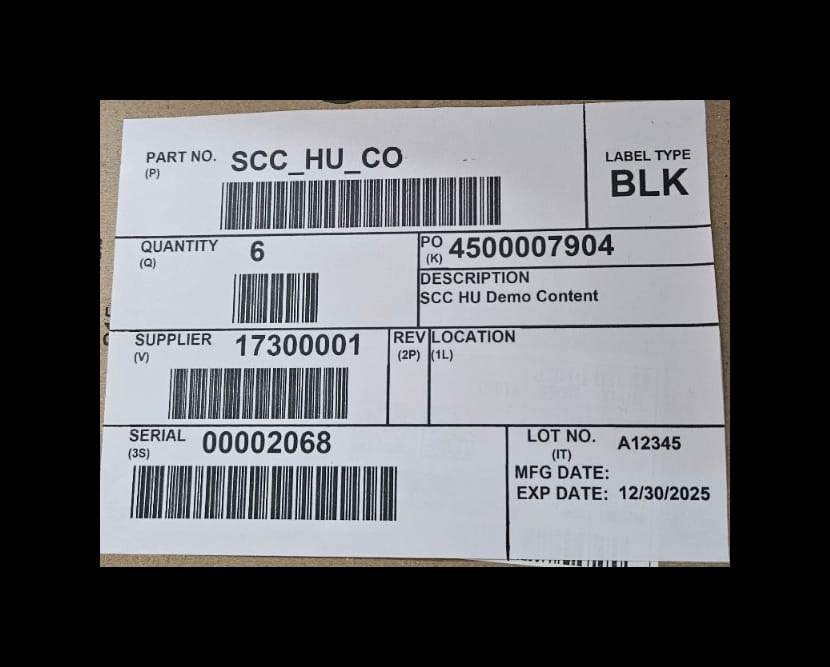 PART NO. SCC_HU_CO
(P)
LABEL TYPE
BLK
QUANTITY 6
(Q)
PO 4500007904
(K)
DESCRIPTION
SCC HU Demo Content
SUPPLIER 17300001
(V)
REV
(2P)
LOCATION
(1L)
SERIAL 00002068
(3S)
LOT NO. A12345
(IT)
MFG DATE:
EXP DATE: 12/30/2025